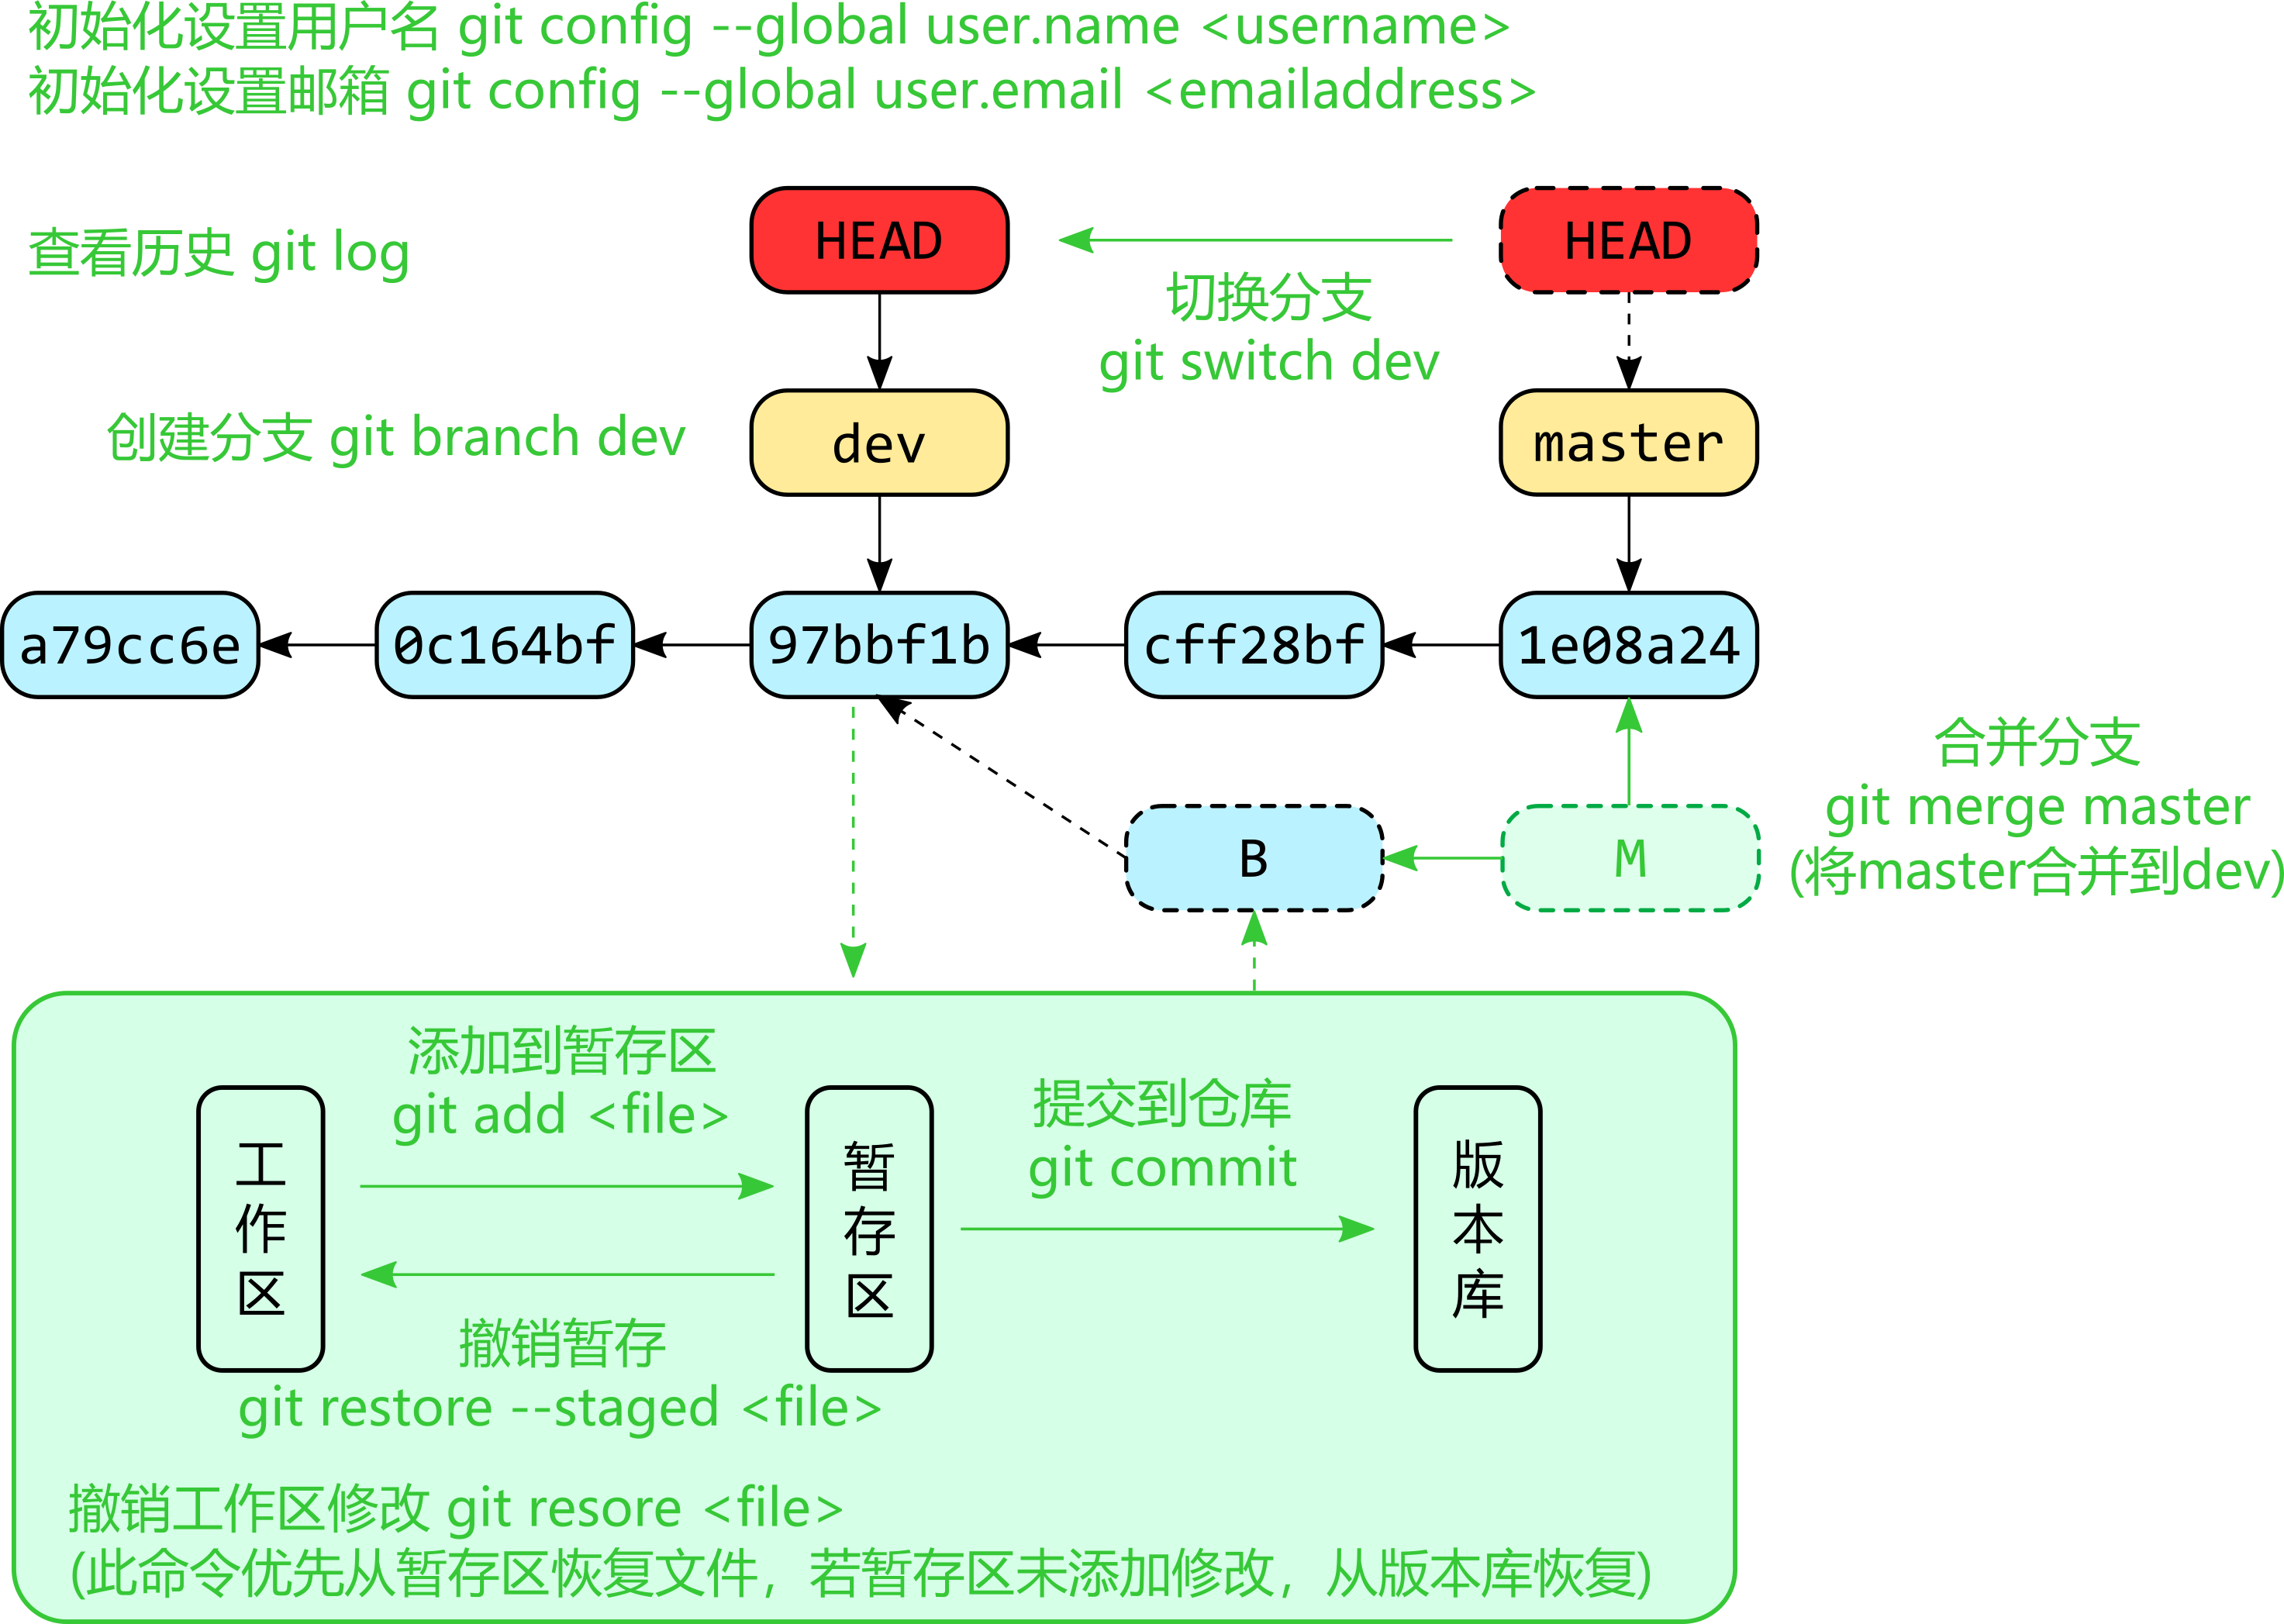 初始化设置用户名 git config --global user.name <username>
初始化设置邮箱 git config --global user.email <emailaddress>
HEAD
HEAD
查看历史 git log
切换分支
git switch dev
创建分支 git branch dev
dev
master
a79cc6e
0c164bf
97bbf1b
cff28bf
1e08a24
合并分支
git merge master
(将master合并到dev)
B
M
添加到暂存区
git add <file>
提交到仓库
git commit
工作区
暂存区
版本库
撤销暂存
git restore --staged <file>
撤销工作区修改 git resore <file>
(此命令优先从暂存区恢复文件，若暂存区未添加修改，从版本库恢复)